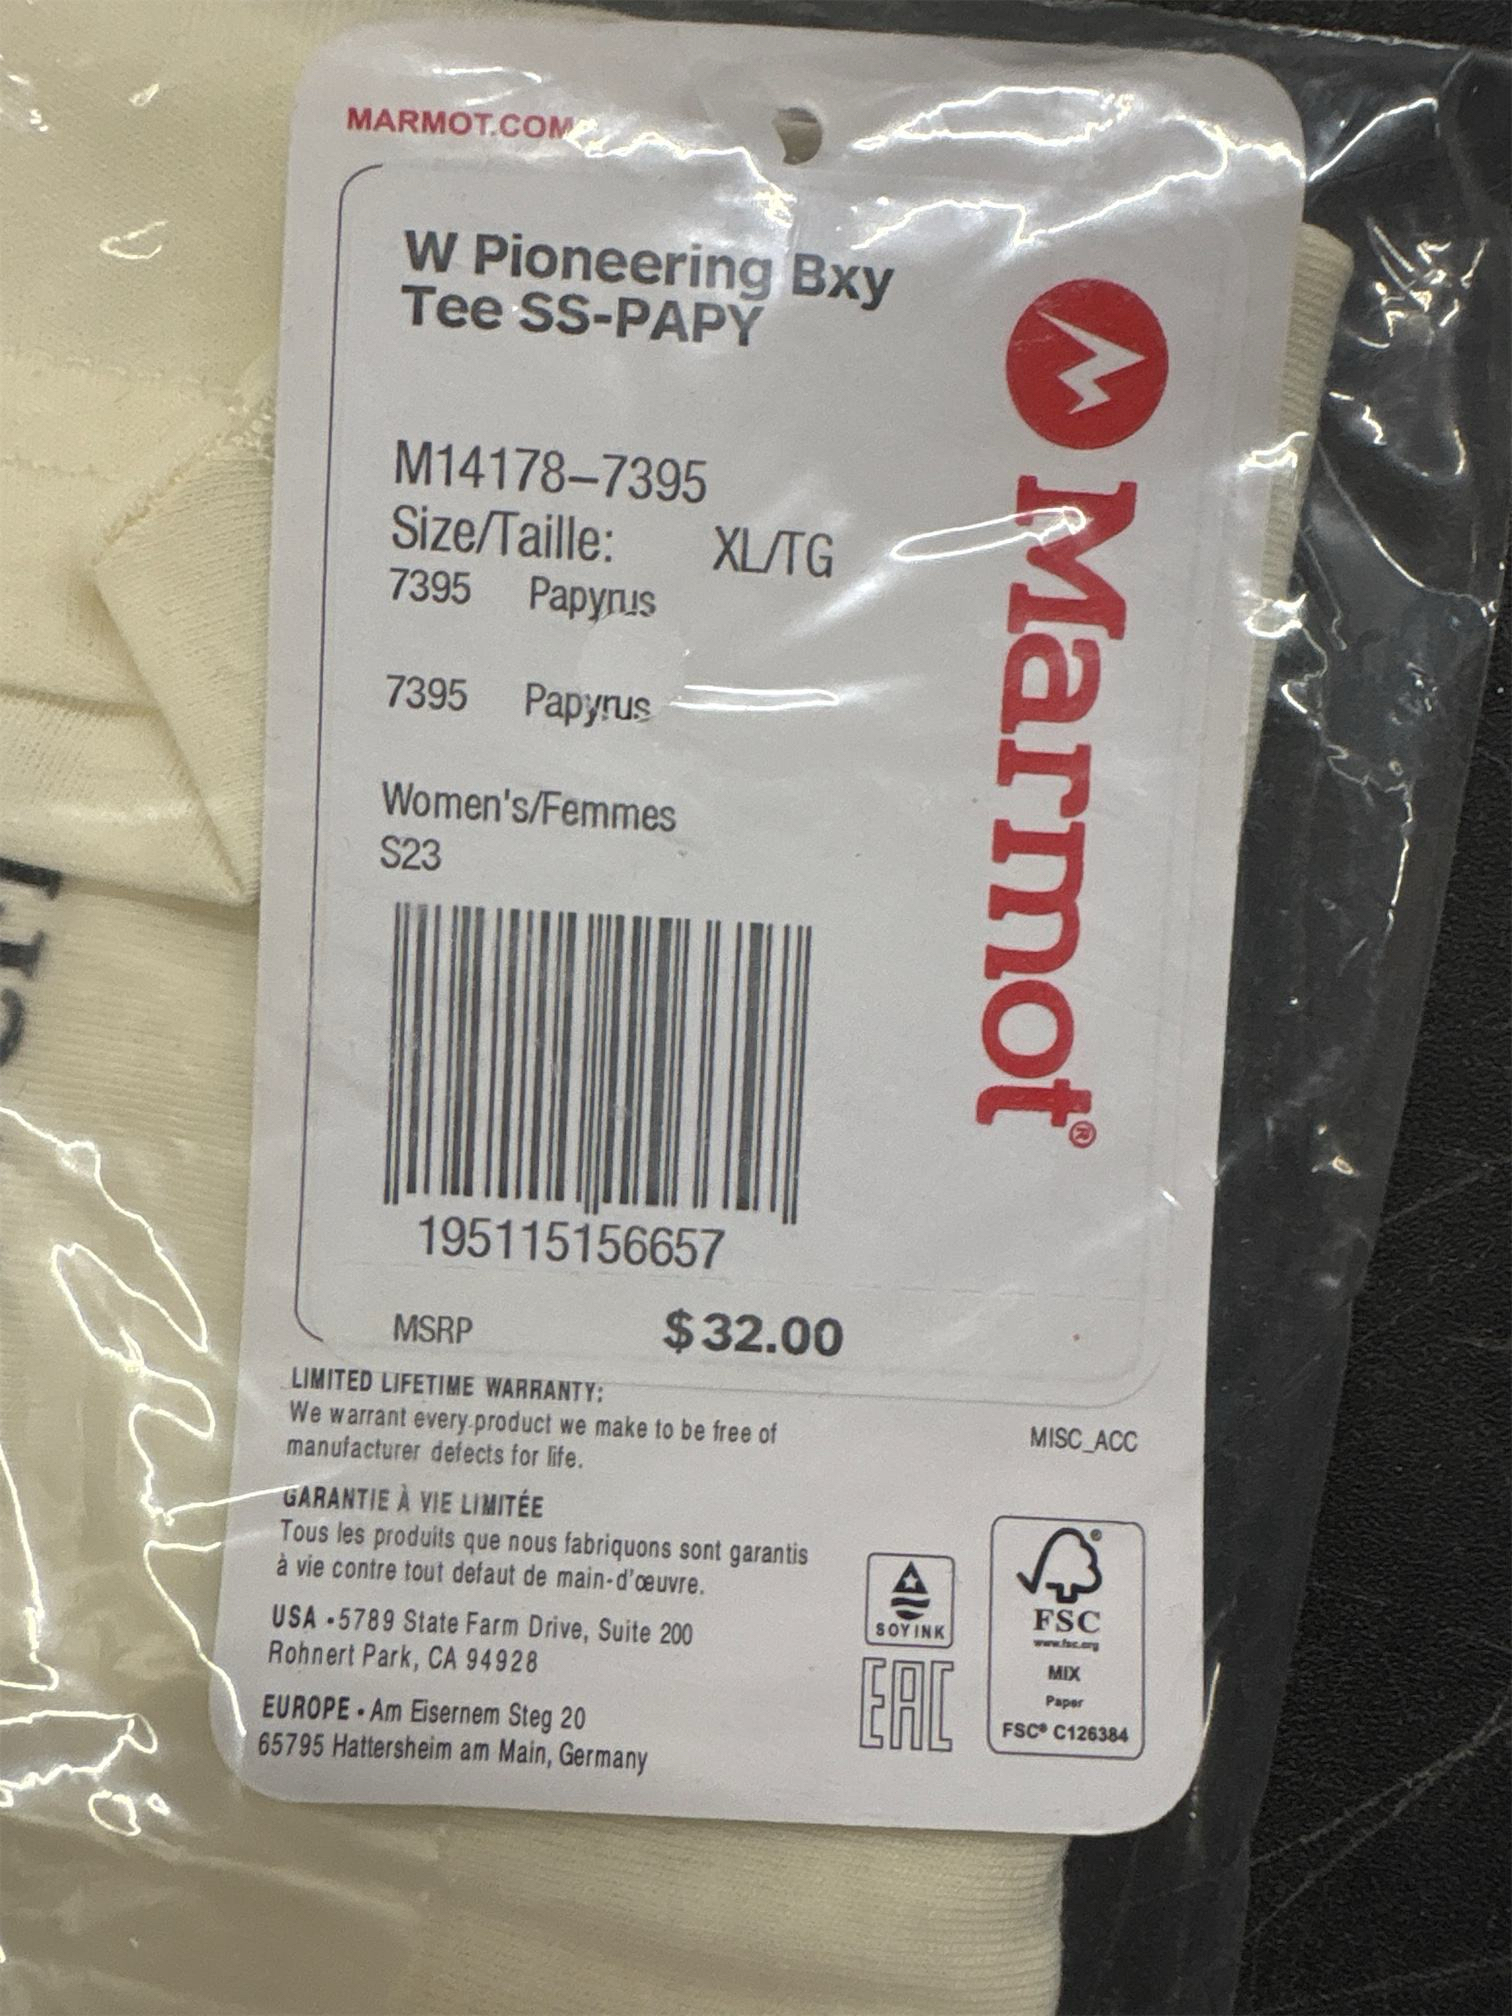 MARMOT.COM
W Pioneering Bxy
Tee SS-PAPY
M14178-7395
Size/Taille: XL/TG
7395 Papyrus
7395 Papyrus
Women's/Femmes
S23
195115156657
MSRP $32.00
Marmot®
LIMITED LIFETIME WARRANTY:
We warrant every product we make to be free of
manufacturer defects for life.
MISC_ACC
GARANTIE À VIE LIMITÉE
Tous les produits que nous fabriquons sont garantis
à vie contre tout defaut de main-d'œuvre.
USA • 5789 State Farm Drive, Suite 200
Rohnert Park, CA 94928
EUROPE • Am Eisernem Steg 20
65795 Hattersheim am Main, Germany
SOY INK
EAC
®
FSC
www.fsc.org
MIX
Paper
FSC® C126384